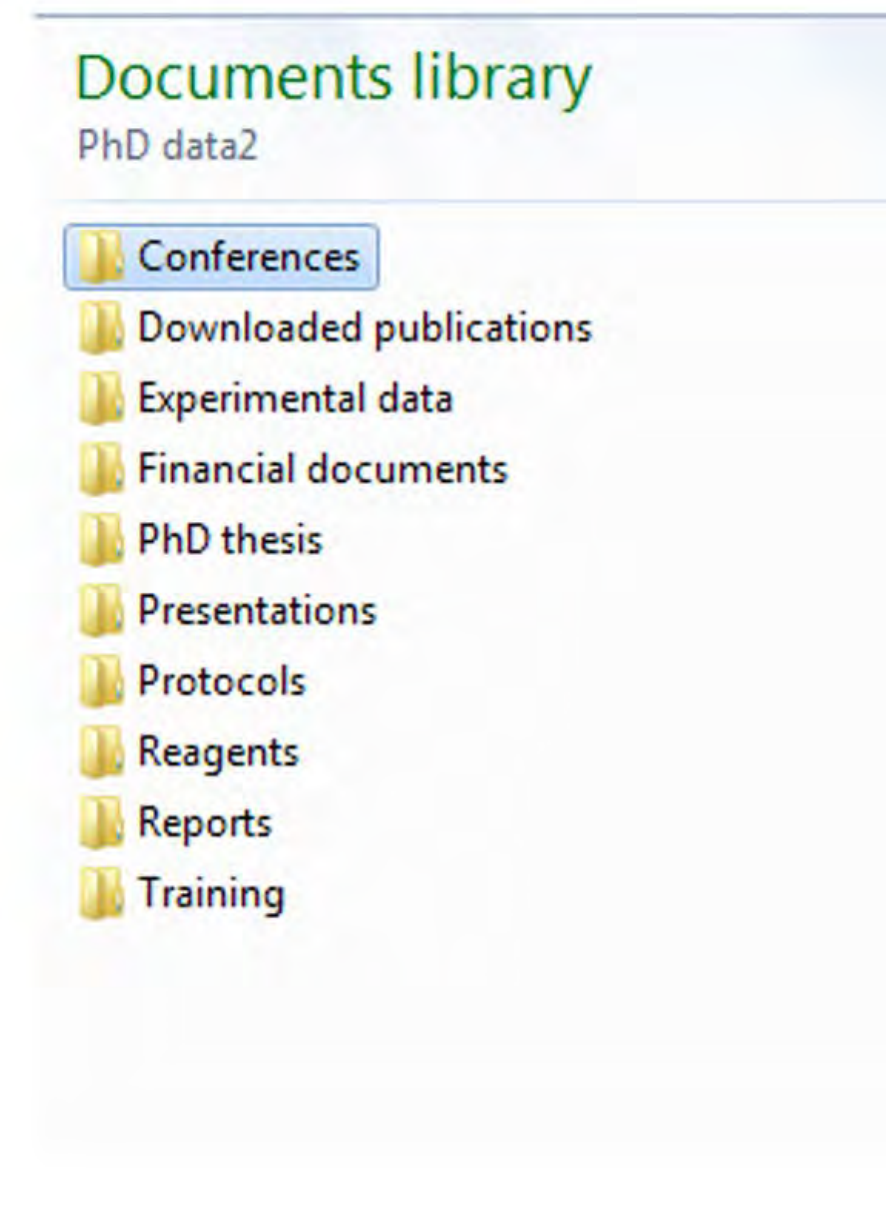 Documents library
PhD data2
Conferences
Downloaded publications
Experimental data
Financial documents
PhD thesis
Presentations
Protocols
Reagents
Reports
Training